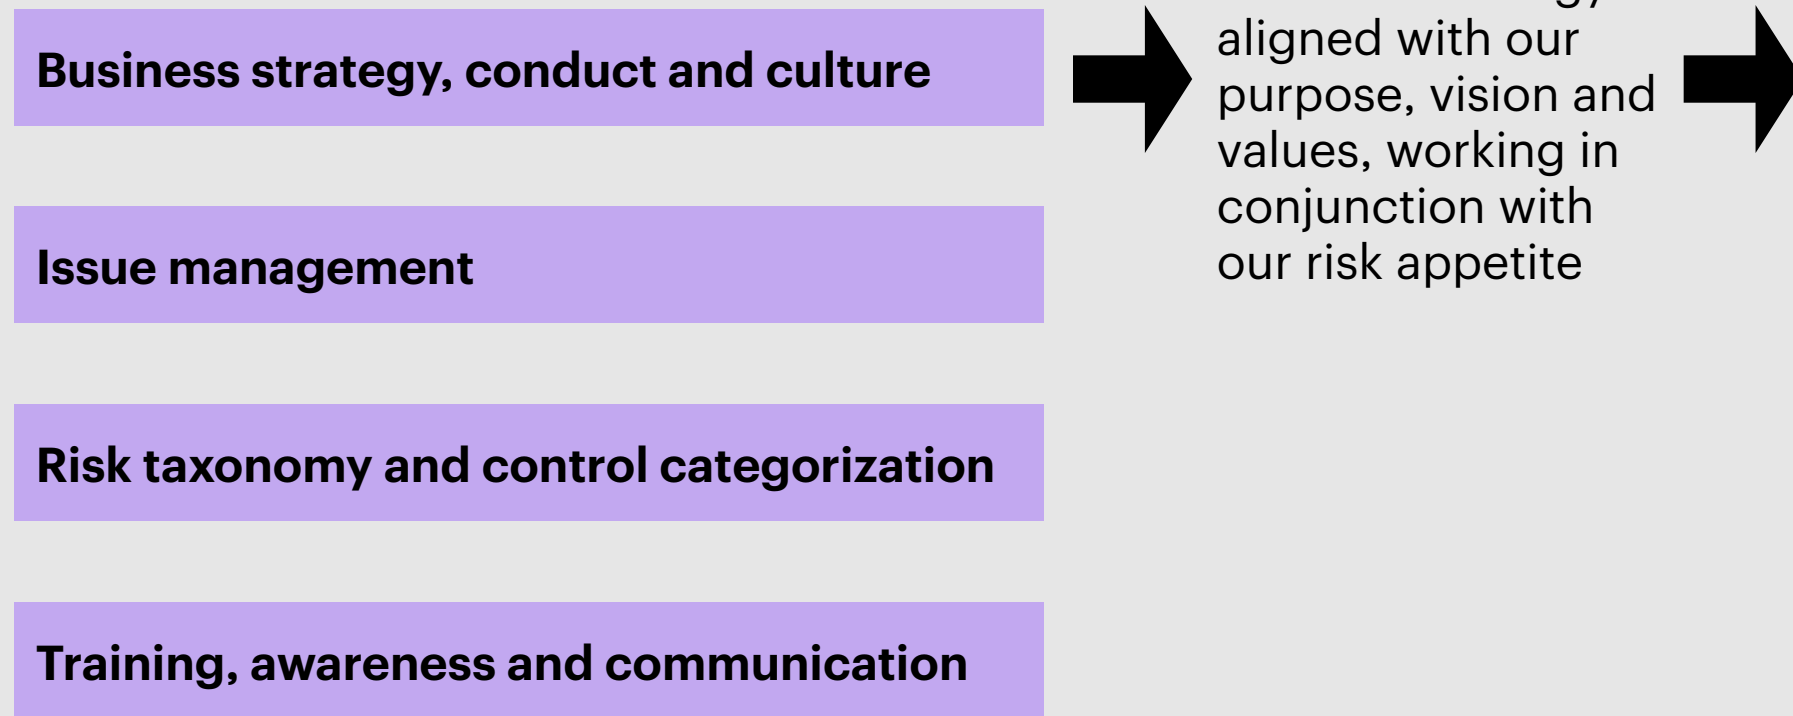 Business strategy, conduct and culture
aligned with our
purpose, vision and
values, working in
conjunction with
our risk appetite
Issue management
Risk taxonomy and control categorization
Training, awareness and communication